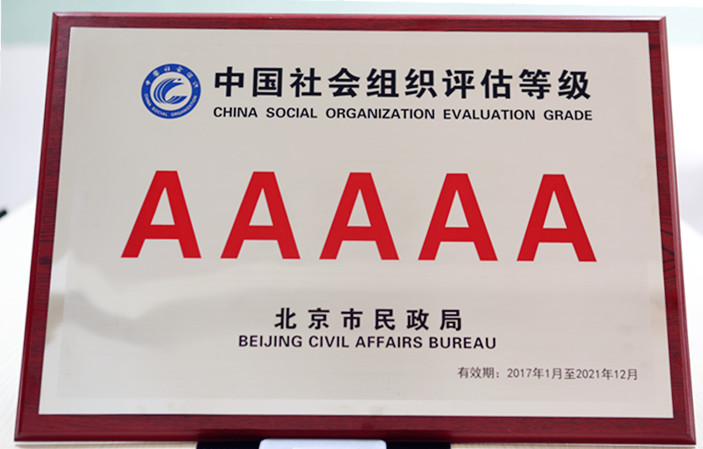 中国社会组织评估等级
CHINA SOCIAL ORGANIZATION EVALUATION GRADE
AAAAA
北京市民政局
BEIJING CIVIL AFFAIRS BUREAU
有效期：2017年1月至2021年12月